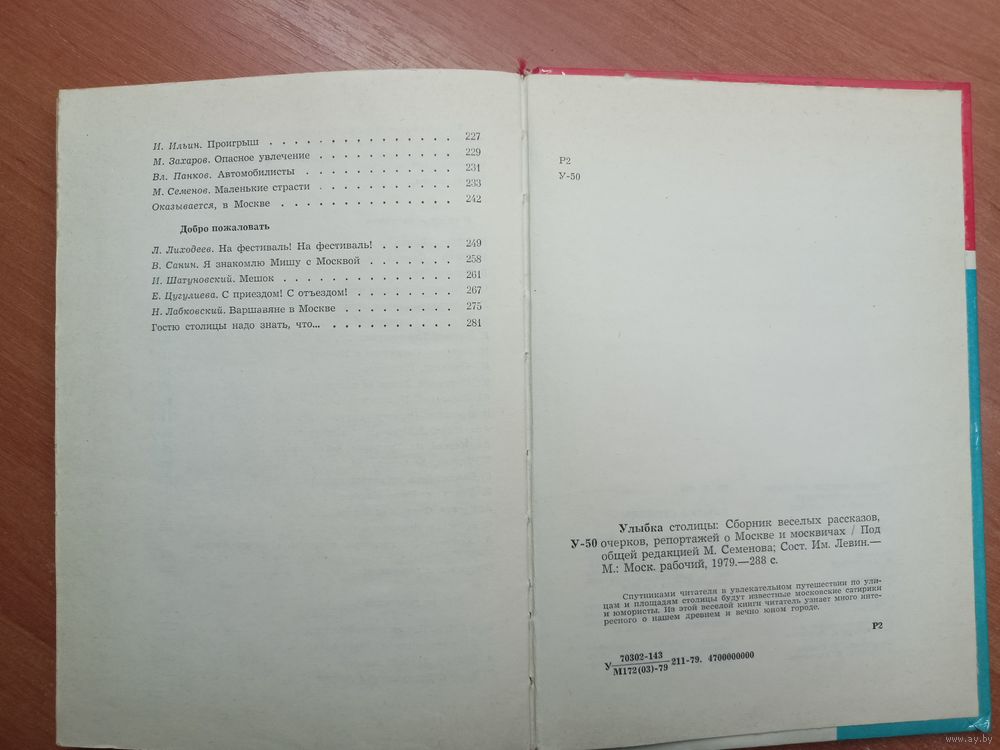 И. Ильин. Проигрыш . . . . . . . . . . . . . . 227
М. Захаров. Опасное увлечение . . . . . . . . . . . 229
Вл. Панков. Автомобилисты . . . . . . . . . . . . 231
М. Семенов. Маленькие страсти . . . . . . . . . . . 233
Оказывается, в Москве . . . . . . . . . . . . . . 242
Добро пожаловать
Л. Лиходеев. На фестиваль! На фестиваль! . . . . . . 249
В. Санин. Я знакомлю Мишу с Москвой . . . . . . . 258
И. Шатуновский. Мешок . . . . . . . . . . . . . . 261
Е. Цугулиева. С приездом! С отъездом! . . . . . . . . 267
Н. Лабковский. Варшавяне в Москве . . . . . . . . . 275
Гостю столицы надо знать, что... . . . . . . . . . . 281
Р2
У-50
Улыбка столицы: Сборник веселых рассказов,
У-50 очерков, репортажей о Москве и москвичах / Под
общей редакцией М. Семенова; Сост. Им. Левин.—
М.: Моск. рабочий, 1979.—288 с.
Спутниками читателя в увлекательном путешествии по ули-
цам и площадям столицы будут известные московские сатирики
и юмористы. Из этой веселой книги читатель узнает много инте-
ресного о нашем древнем и вечно юном городе.
Р2
У 70302-143
М172(03)-79 211-79. 4700000000
www.ay.by